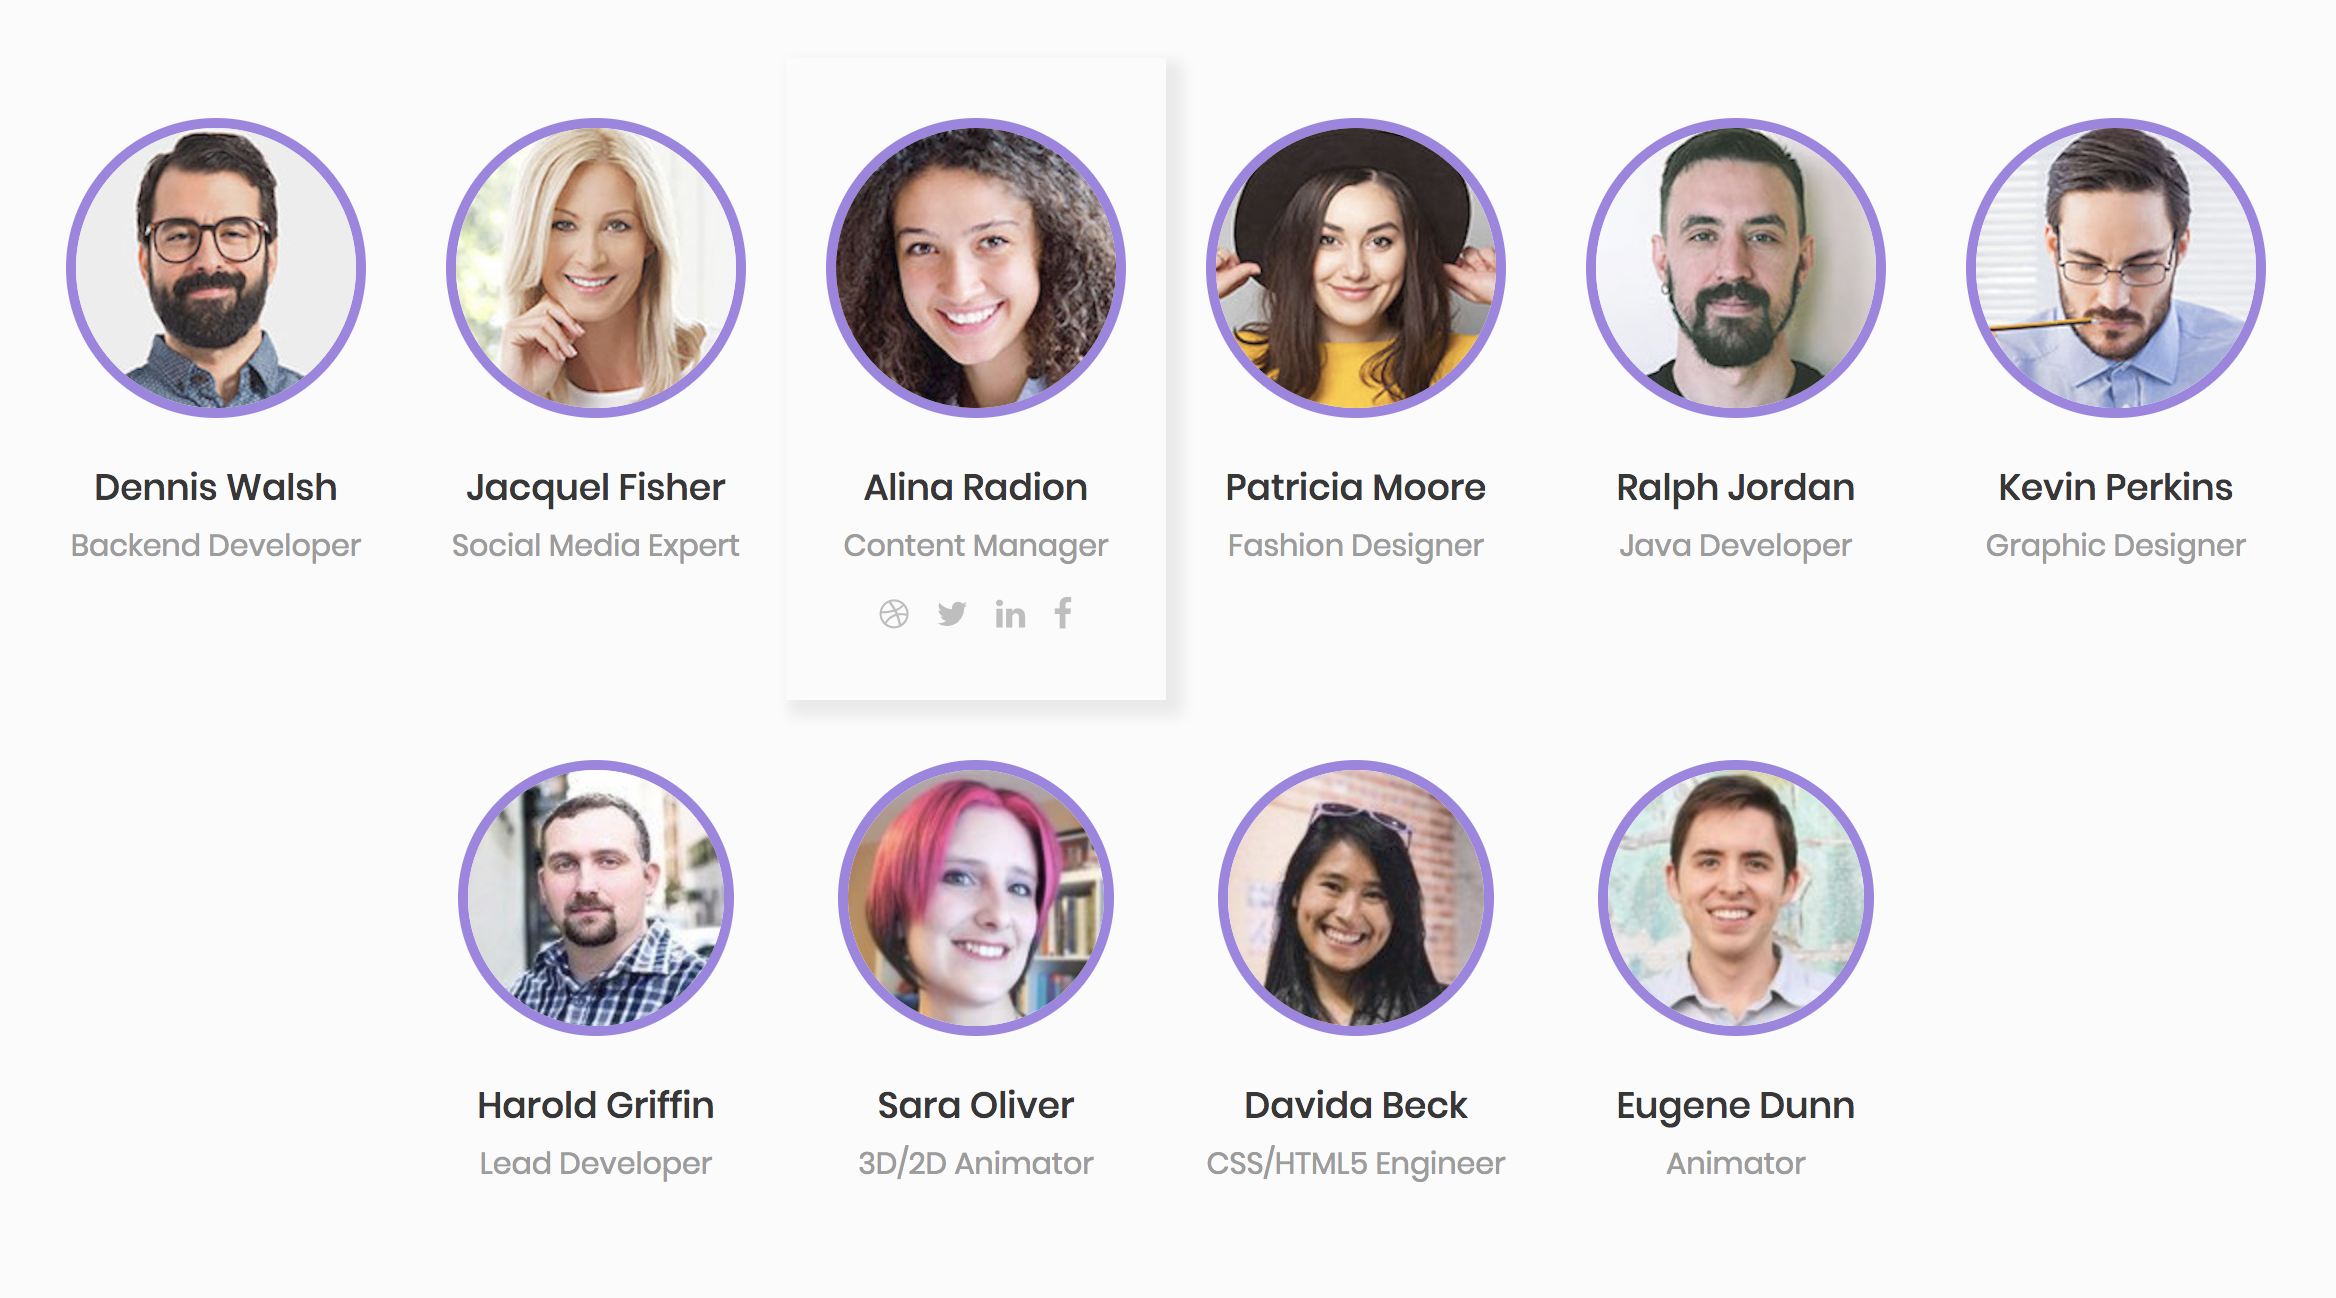 Dennis Walsh
Backend Developer
Jacquel Fisher
Social Media Expert
Alina Radion
Content Manager
Patricia Moore
Fashion Designer
Ralph Jordan
Java Developer
Kevin Perkins
Graphic Designer
Harold Griffin
Lead Developer
Sara Oliver
3D/2D Animator
Davida Beck
CSS/HTML5 Engineer
Eugene Dunn
Animator